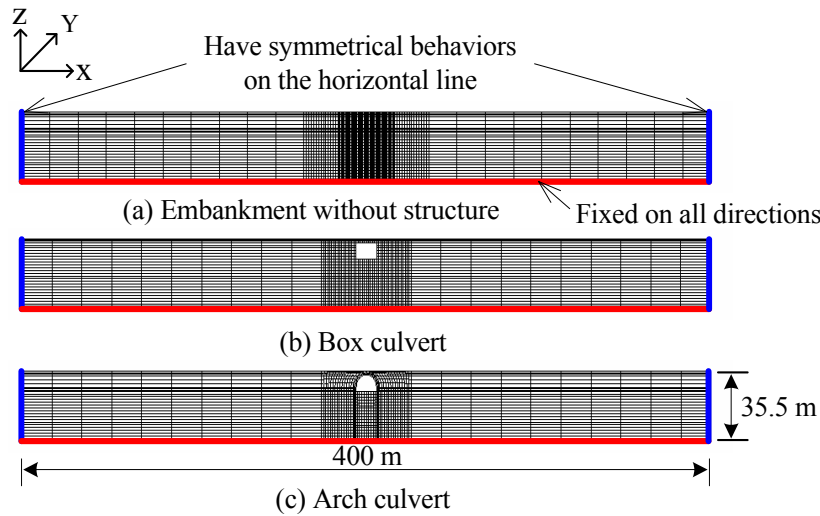 Z
Y
X
Have symmetrical behaviors
on the horizontal line
(a) Embankment without structure
Fixed on all directions
(b) Box culvert
35.5 m
400 m
(c) Arch culvert